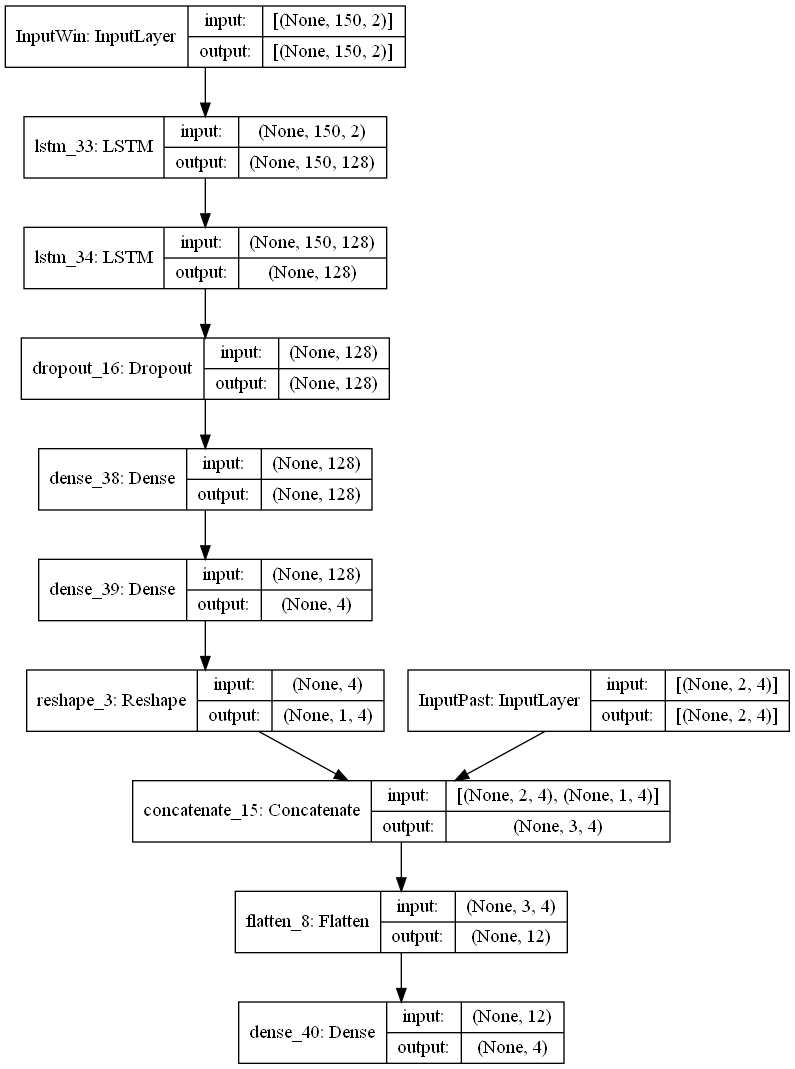 InputWin: InputLayer
input: [(None, 150, 2)]
output: [(None, 150, 2)]
lstm_33: LSTM
input: (None, 150, 2)
output: (None, 150, 128)
lstm_34: LSTM
input: (None, 150, 128)
output: (None, 128)
dropout_16: Dropout
input: (None, 128)
output: (None, 128)
dense_38: Dense
input: (None, 128)
output: (None, 128)
dense_39: Dense
input: (None, 128)
output: (None, 4)
reshape_3: Reshape
input: (None, 4)
output: (None, 1, 4)
InputPast: InputLayer
input: [(None, 2, 4)]
output: [(None, 2, 4)]
concatenate_15: Concatenate
input: [(None, 2, 4), (None, 1, 4)]
output: (None, 3, 4)
flatten_8: Flatten
input: (None, 3, 4)
output: (None, 12)
dense_40: Dense
input: (None, 12)
output: (None, 4)